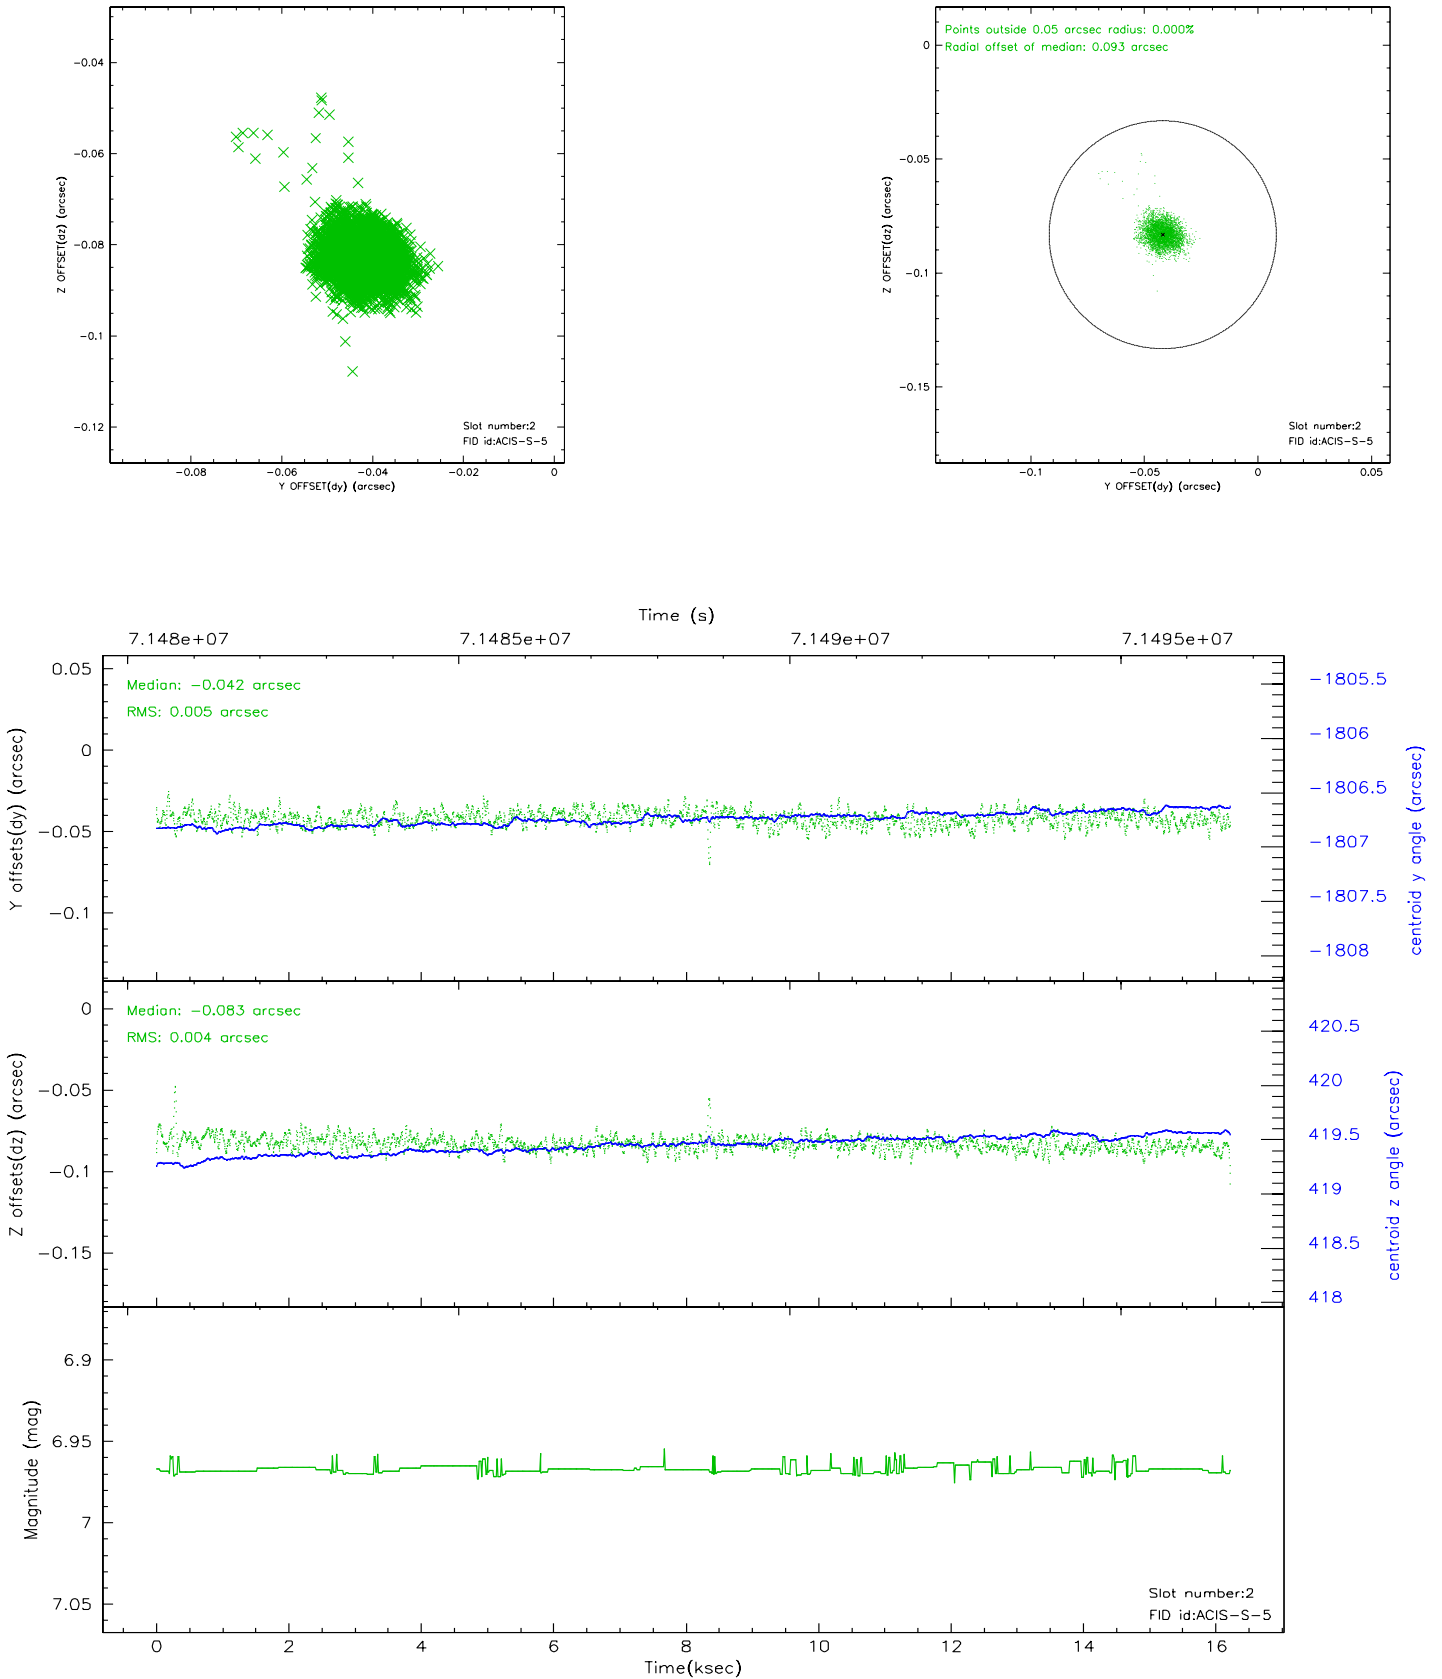 −0.04
−0.06
−0.08
−0.1
−0.12
Z OFFSET(dz) (arcsec)
Slot number:2
FID id:ACIS−S−5
−0.08
−0.06
−0.04
−0.02
0
Y OFFSET(dy) (arcsec)
Points outside 0.05 arcsec radius: 0.000%
Radial offset of median: 0.093 arcsec
0
−0.05
−0.1
−0.15
Z OFFSET(dz) (arcsec)
Slot number:2
FID id:ACIS−S−5
−0.1
−0.05
0
0.05
Y OFFSET(dy) (arcsec)
Time (s)
7.148e+07
7.1485e+07
7.149e+07
7.1495e+07
0.05
0
−0.05
−0.1
Y offsets(dy) (arcsec)
Median: −0.042 arcsec
RMS: 0.005 arcsec
−1805.5
−1806
−1806.5
−1807
−1807.5
−1808
centroid y angle (arcsec)
0
−0.05
−0.1
−0.15
Z offsets(dz) (arcsec)
Median: −0.083 arcsec
RMS: 0.004 arcsec
420.5
420
419.5
419
418.5
418
centroid z angle (arcsec)
6.9
6.95
7
7.05
Magnitude (mag)
Slot number:2
FID id:ACIS−S−5
0
2
4
6
8
10
12
14
16
Time(ksec)